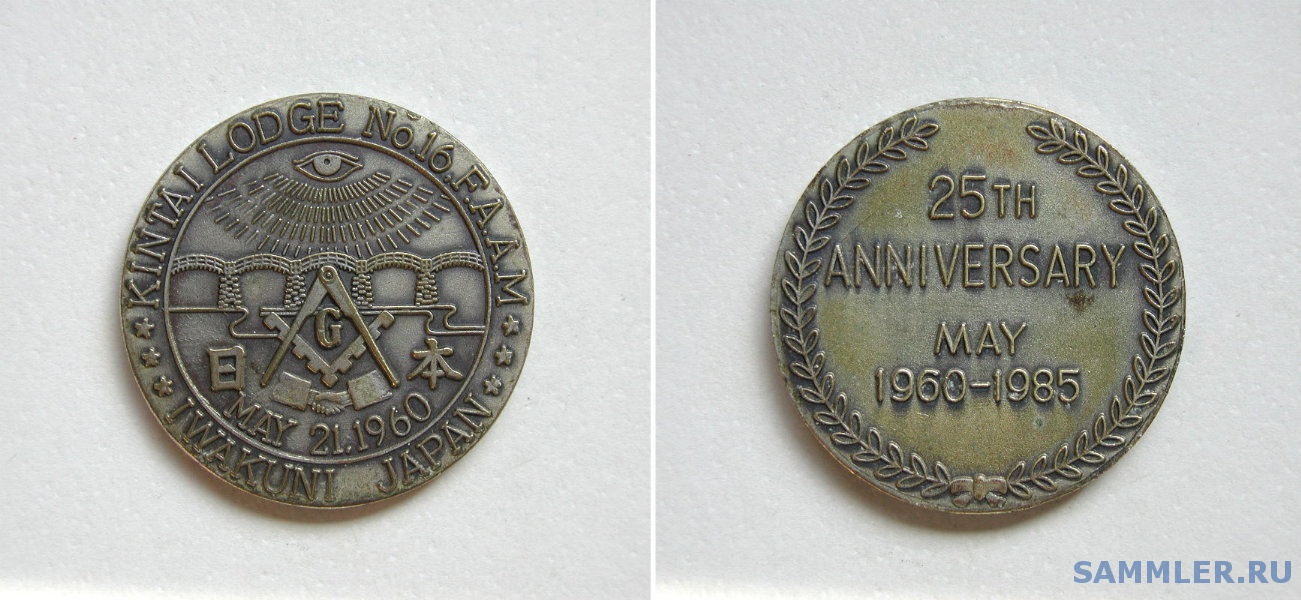 KINTAI LODGE No.16.F.A.A.M
G
日 本
MAY 21.1960
IWAKUNI JAPAN
25TH
ANNIVERSARY
MAY
1960-1985
SAMMLER.RU